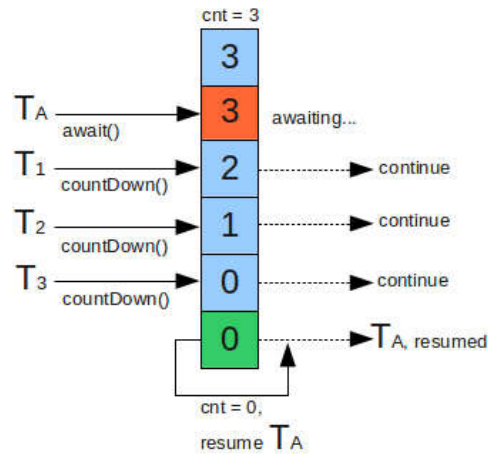 cnt = 3
3
TA
await()
3
awaiting...
T1
countDown()
2
continue
T2
countDown()
1
continue
T3
countDown()
0
continue
0
TA, resumed
cnt = 0,
resume TA